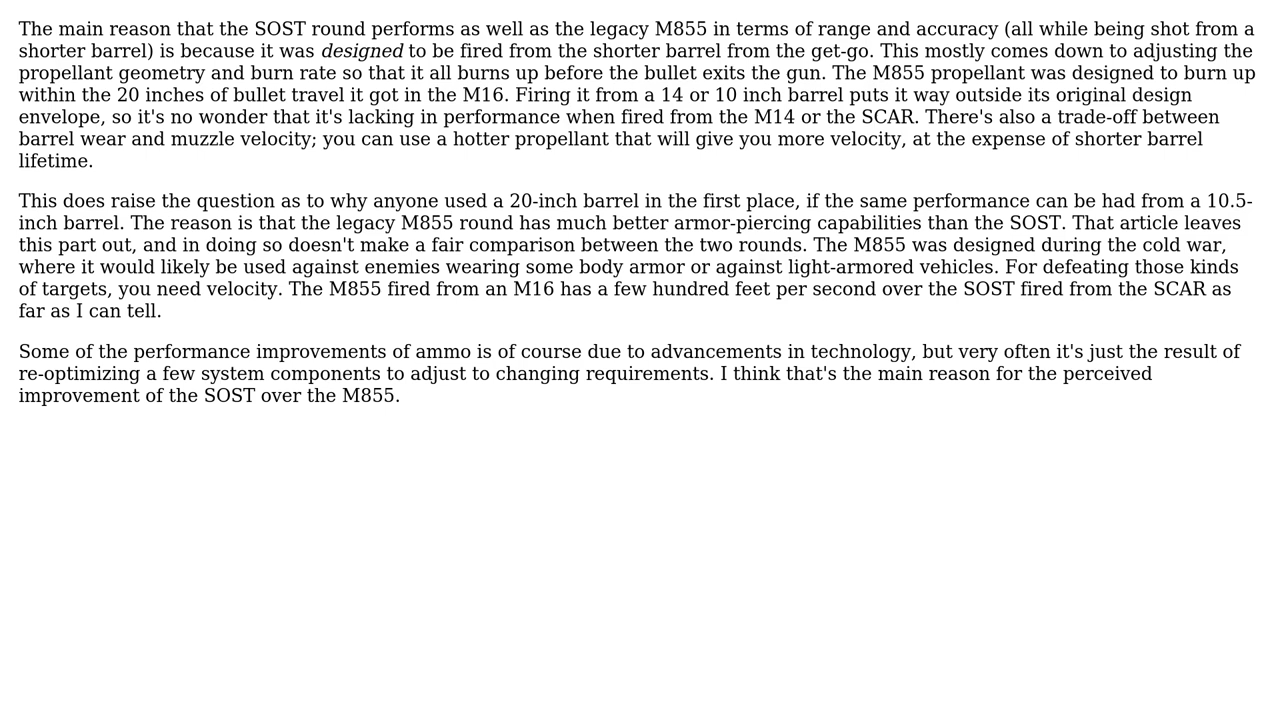 The main reason that the SOST round performs as well as the legacy M855 in terms of range and accuracy (all while being shot from a
shorter barrel) is because it was designed to be fired from the shorter barrel from the get-go. This mostly comes down to adjusting the
propellant geometry and burn rate so that it all burns up before the bullet exits the gun. The M855 propellant was designed to burn up
within the 20 inches of bullet travel it got in the M16. Firing it from a 14 or 10 inch barrel puts it way outside its original design
envelope, so it's no wonder that it's lacking in performance when fired from the M14 or the SCAR. There's also a trade-off between
barrel wear and muzzle velocity; you can use a hotter propellant that will give you more velocity, at the expense of shorter barrel
lifetime.
This does raise the question as to why anyone used a 20-inch barrel in the first place, if the same performance can be had from a 10.5-
inch barrel. The reason is that the legacy M855 round has much better armor-piercing capabilities than the SOST. That article leaves
this part out, and in doing so doesn't make a fair comparison between the two rounds. The M855 was designed during the cold war,
where it would likely be used against enemies wearing some body armor or against light-armored vehicles. For defeating those kinds
of targets, you need velocity. The M855 fired from an M16 has a few hundred feet per second over the SOST fired from the SCAR as
far as I can tell.
Some of the performance improvements of ammo is of course due to advancements in technology, but very often it's just the result of
re-optimizing a few system components to adjust to changing requirements. I think that's the main reason for the perceived
improvement of the SOST over the M855.